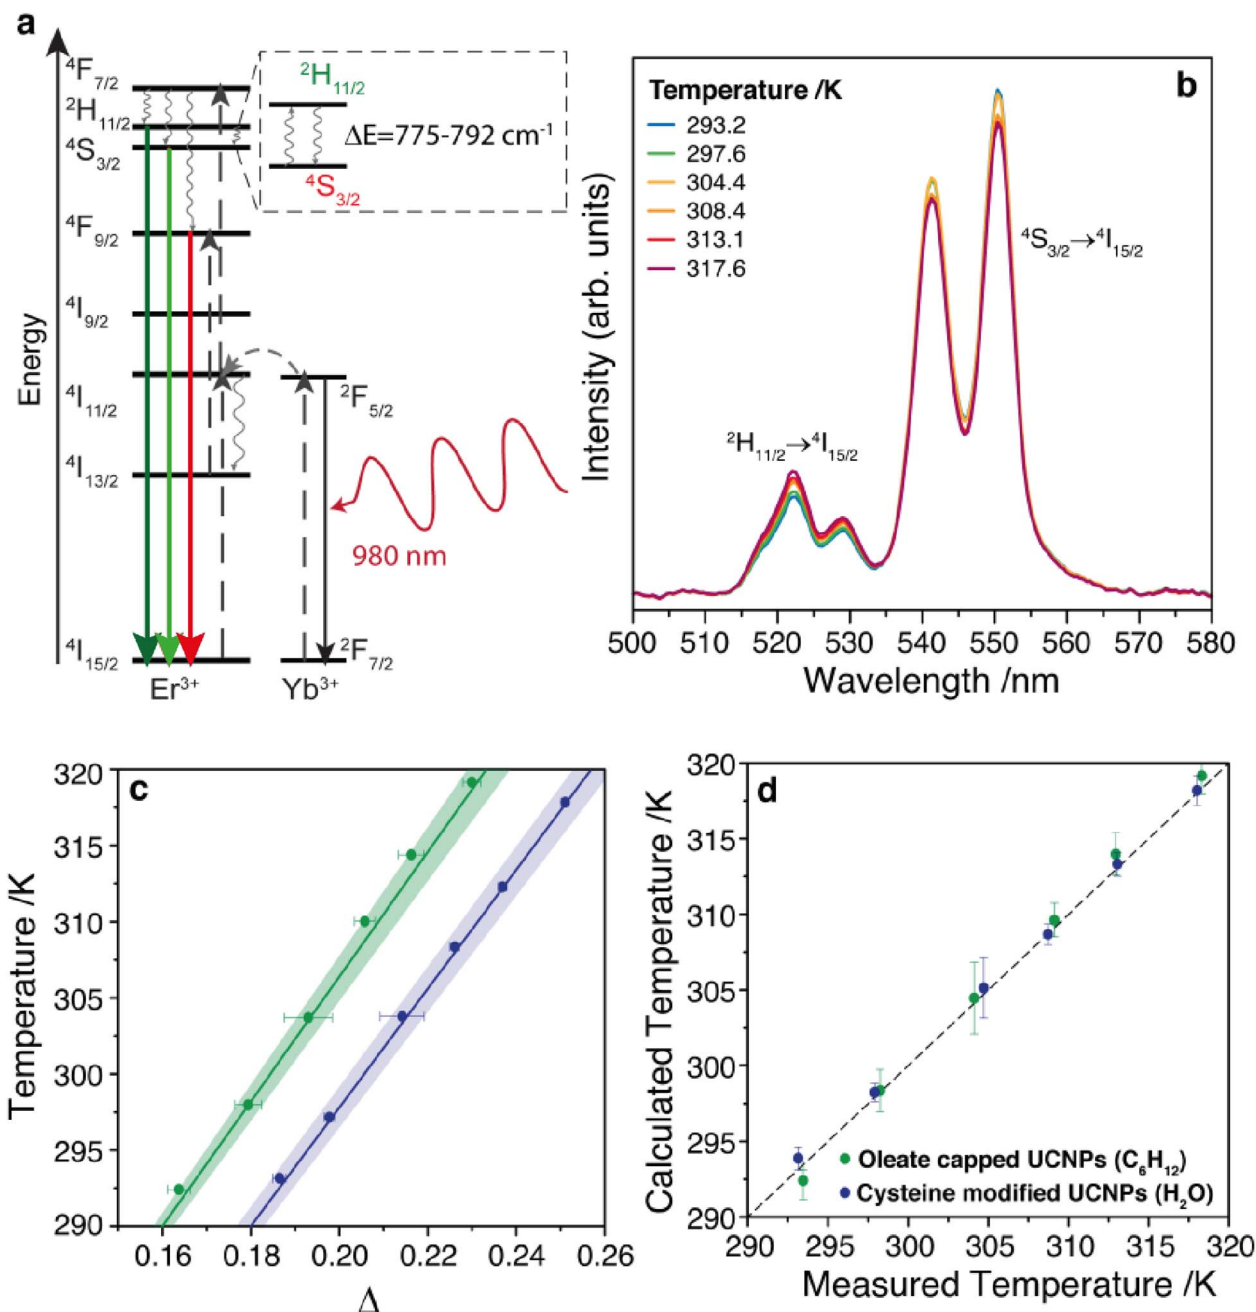 a
⁴F₇/₂
²H₁₁/₂
⁴S₃/₂
⁴F₉/₂
⁴I₉/₂
⁴I₁₁/₂
⁴I₁₃/₂
⁴I₁₅/₂
Energy
²H₁₁/₂
ΔE=775-792 cm⁻¹
⁴S₃/₂
²F₅/₂
980 nm
²F₇/₂
Er³⁺
Yb³⁺
b
Temperature /K
293.2
297.6
304.4
308.4
313.1
317.6
⁴S₃/₂→⁴I₁₅/₂
²H₁₁/₂→⁴I₁₅/₂
Intensity (arb. units)
500 510 520 530 540 550 560 570 580
Wavelength /nm
c
320
315
310
305
300
295
290
Temperature /K
0.16 0.18 0.20 0.22 0.24 0.26
Δ
d
320
315
310
305
300
295
290
Calculated Temperature /K
Oleate capped UCNPs (C₆H₁₂)
Cysteine modified UCNPs (H₂O)
290 295 300 305 310 315 320
Measured Temperature /K